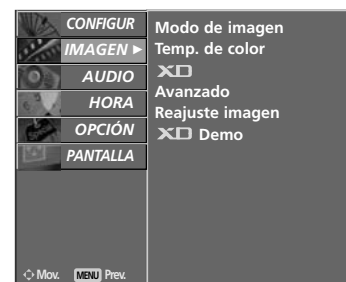 CONFIGUR
IMAGEN ►
AUDIO
HORA
OPCIÓN
PANTALLA
Modo de imagen
Temp. de color
XD
Avanzado
Reajuste imagen
XD Demo
Mov. MENU Prev.